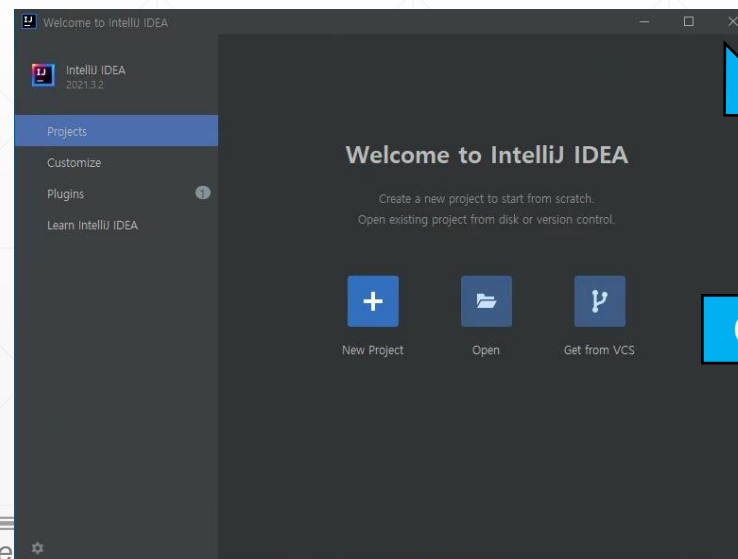 Welcome to IntelliJ IDEA
IntelliJ IDEA
2021.3.2
Projects
Customize
Plugins
1
Learn IntelliJ IDEA
Welcome to IntelliJ IDEA
Create a new project to start from scratch.
Open existing project from disk or version control.
New Project
Open
Get from VCS